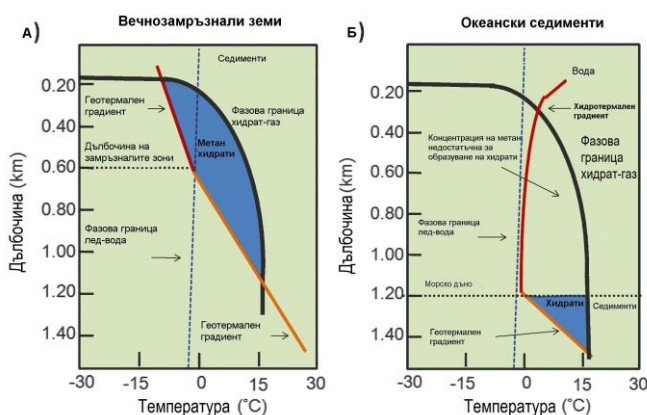 Вечнозамръзнали земи
А)
Седименти
0.20
0.40
0.60
0.80
1.00
1.20
1.40
Дълбочина (km)
Геотермален
градиент
Фазова граница
хидрат-газ
Метан
хидрати
Дълбочина на
замръзналите зони
Фазова граница
лед-вода
Геотермален
градиент
-30
-15
0
15
30
Температура (°C)
Океански седименти
Б)
Вода
0.20
0.40
0.60
0.80
1.00
1.20
1.40
Дълбочина (km)
Хидротермален
градиент
Концентрация на метан
недостатъчна за
образуване на хидрати
Фазова
граница
хидрат-газ
Фазова граница
лед-вода
Морско дъно
Хидрати
Седименти
Геотермален
градиент
-30
-15
0
15
30
Температура (°C)